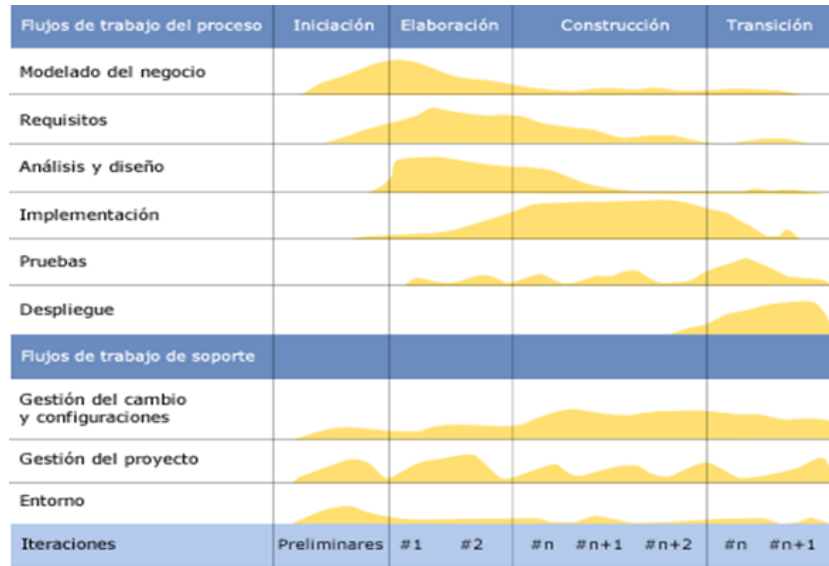 Flujos de trabajo del proceso Iniciación Elaboración Construcción Transición
Modelado del negocio
Requisitos
Análisis y diseño
Implementación
Pruebas
Despliegue
Flujos de trabajo de soporte
Gestión del cambio
y configuraciones
Gestión del proyecto
Entorno
Iteraciones Preliminares #1 #2 #n #n+1 #n+2 #n #n+1